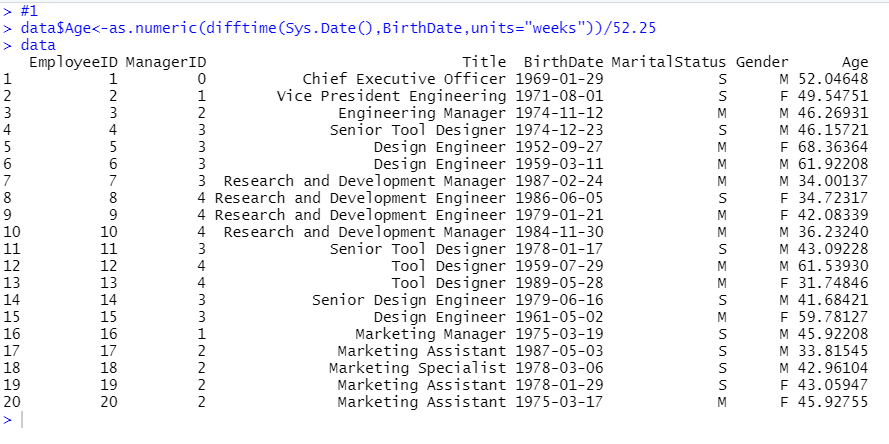 > #1
> data$Age<-as.numeric(difftime(Sys.Date(),BirthDate,units="weeks"))/52.25
> data
   EmployeeID ManagerID                             Title  BirthDate MaritalStatus Gender      Age
1           1         0           Chief Executive Officer 1969-01-29             S      M 52.04648
2           2         1        Vice President Engineering 1971-08-01             S      F 49.54751
3           3         2               Engineering Manager 1974-11-12             M      M 46.26931
4           4         3              Senior Tool Designer 1974-12-23             S      M 46.15721
5           5         3                   Design Engineer 1952-09-27             M      F 68.36364
6           6         3                   Design Engineer 1959-03-11             M      M 61.92208
7           7         3  Research and Development Manager 1987-02-24             M      M 34.00137
8           8         4 Research and Development Engineer 1986-06-05             S      F 34.72317
9           9         4 Research and Development Engineer 1979-01-21             M      F 42.08339
10         10         4  Research and Development Manager 1984-11-30             M      M 36.23240
11         11         3              Senior Tool Designer 1978-01-17             S      M 43.09228
12         12         4                     Tool Designer 1959-07-29             M      M 61.53930
13         13         4                     Tool Designer 1989-05-28             M      F 31.74846
14         14         3            Senior Design Engineer 1979-06-16             S      M 41.68421
15         15         3                   Design Engineer 1961-05-02             M      F 59.78127
16         16         1                 Marketing Manager 1975-03-19             S      M 45.92208
17         17         2               Marketing Assistant 1987-05-03             S      M 33.81545
18         18         2              Marketing Specialist 1978-03-06             S      M 42.96104
19         19         2               Marketing Assistant 1978-01-29             S      F 43.05947
20         20         2               Marketing Assistant 1975-03-17             M      F 45.92755
>